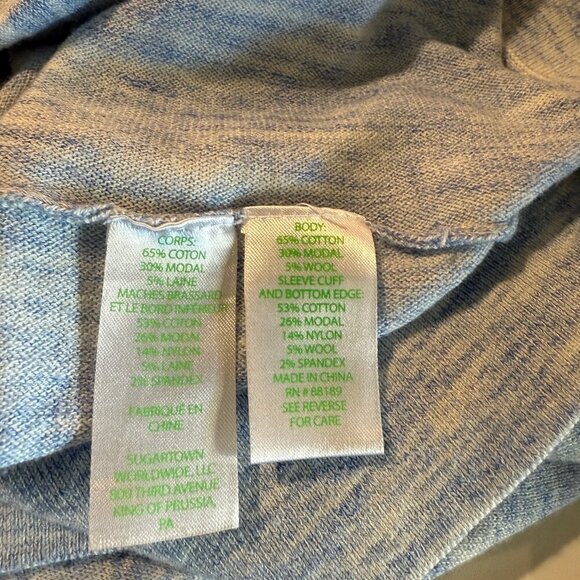 CORPS:
65% COTON
30% MODAL
5% LAINE
MACHES BRASSARD
ET LE BORD INFÉRIEUR
53% COTON
26% MODAL
14% NYLON
5% LAINE
2% SPANDEX
FABRIQUÉ EN
CHINE
SUGARTOWN
WORLDWIDE, LLC
800 THIRD AVENUE
KING OF PRUSSIA,
PA
BODY:
65% COTTON
30% MODAL
5% WOOL
SLEEVE CUFF
AND BOTTOM EDGE:
53% COTTON
26% MODAL
14% NYLON
5% WOOL
2% SPANDEX
MADE IN CHINA
RN # 88189
SEE REVERSE
FOR CARE